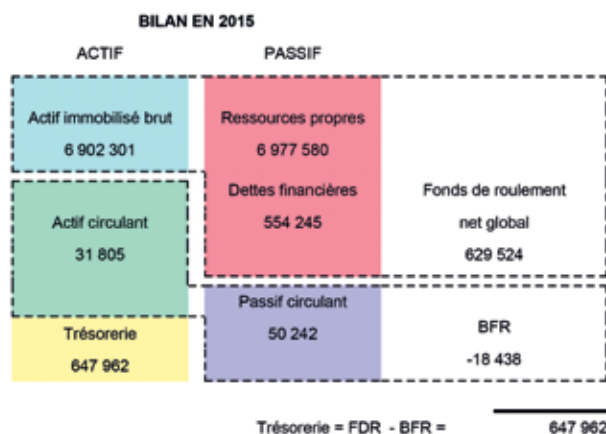 BILAN EN 2015
ACTIF PASSIF
Actif immobilisé brut Ressources propres
6 902 301 6 977 580
Dettes financières Fonds de roulement
Actif circulant 554 245 net global
31 805 629 524
Passif circulant
Trésorerie 50 242 BFR
647 962 -18 438
Trésorerie = FDR - BFR = 647 962